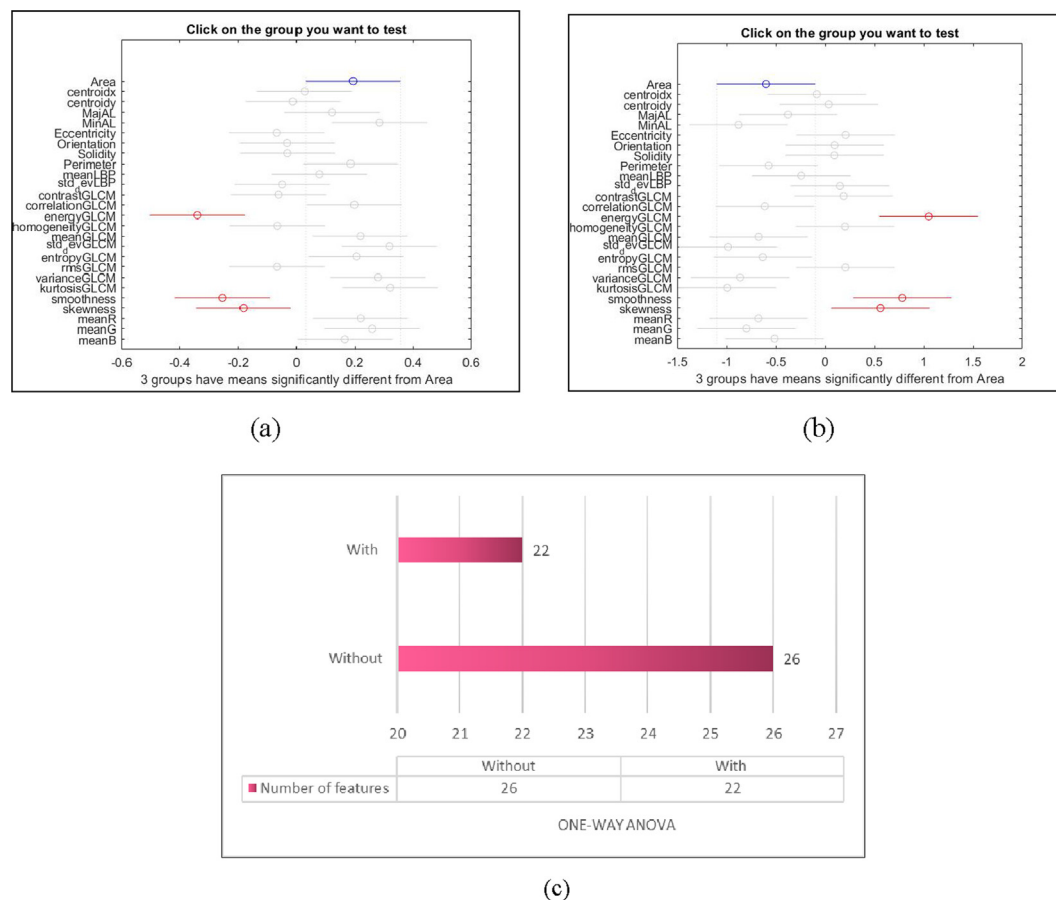 Click on the group you want to test
Area
centroidx
centroidy
MajAL
MinAL
Eccentricity
Orientation
Solidity
Perimeter
meanLBP
std_devLBP
contrastGLCM
correlationGLCM
energyGLCM
homogeneityGLCM
meanGLCM
std_devGLCM
entropyGLCM
rmsGLCM
varianceGLCM
kurtosisGLCM
smoothness
skewness
meanR
meanG
meanB
-0.6 -0.4 -0.2 0 0.2 0.4 0.6
3 groups have means significantly different from Area
(a)
Click on the group you want to test
Area
centroidx
centroidy
MajAL
MinAL
Eccentricity
Orientation
Solidity
Perimeter
meanLBP
std_devLBP
contrastGLCM
correlationGLCM
energyGLCM
homogeneityGLCM
meanGLCM
std_devGLCM
entropyGLCM
rmsGLCM
varianceGLCM
kurtosisGLCM
smoothness
skewness
meanR
meanG
meanB
-1.5 -1 -0.5 0 0.5 1 1.5 2
3 groups have means significantly different from Area
(b)
With 22
Without 26
20 21 22 23 24 25 26 27
Without With
Number of features 26 22
ONE-WAY ANOVA
(c)